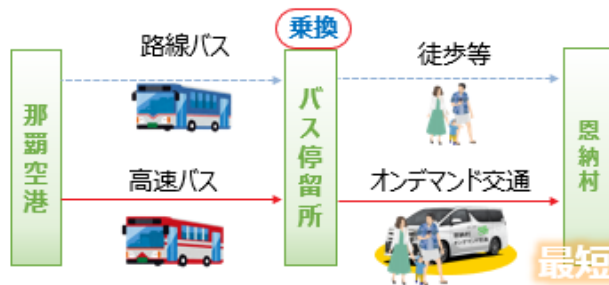 乗換
路線バス
徒歩等
那覇空港
バス停留所
恩納村
高速バス
オンデマンド交通
最短